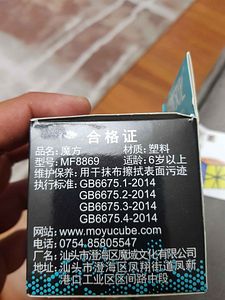 合格证
品名：魔方 材质：塑料
型号：MF8869 适龄：6岁以上
维护保养：用干抹布擦拭表面污迹
执行标准：GB6675.1-2014
GB6675.2-2014
GB6675.3-2014
GB6675.4-2014
网站：www.moyucube.com
电话：0754.85805547
厂名：汕头市澄海区魔域文化有限公司
厂址：汕头市澄海区凤翔街道凤新
港口工业区区间路中段